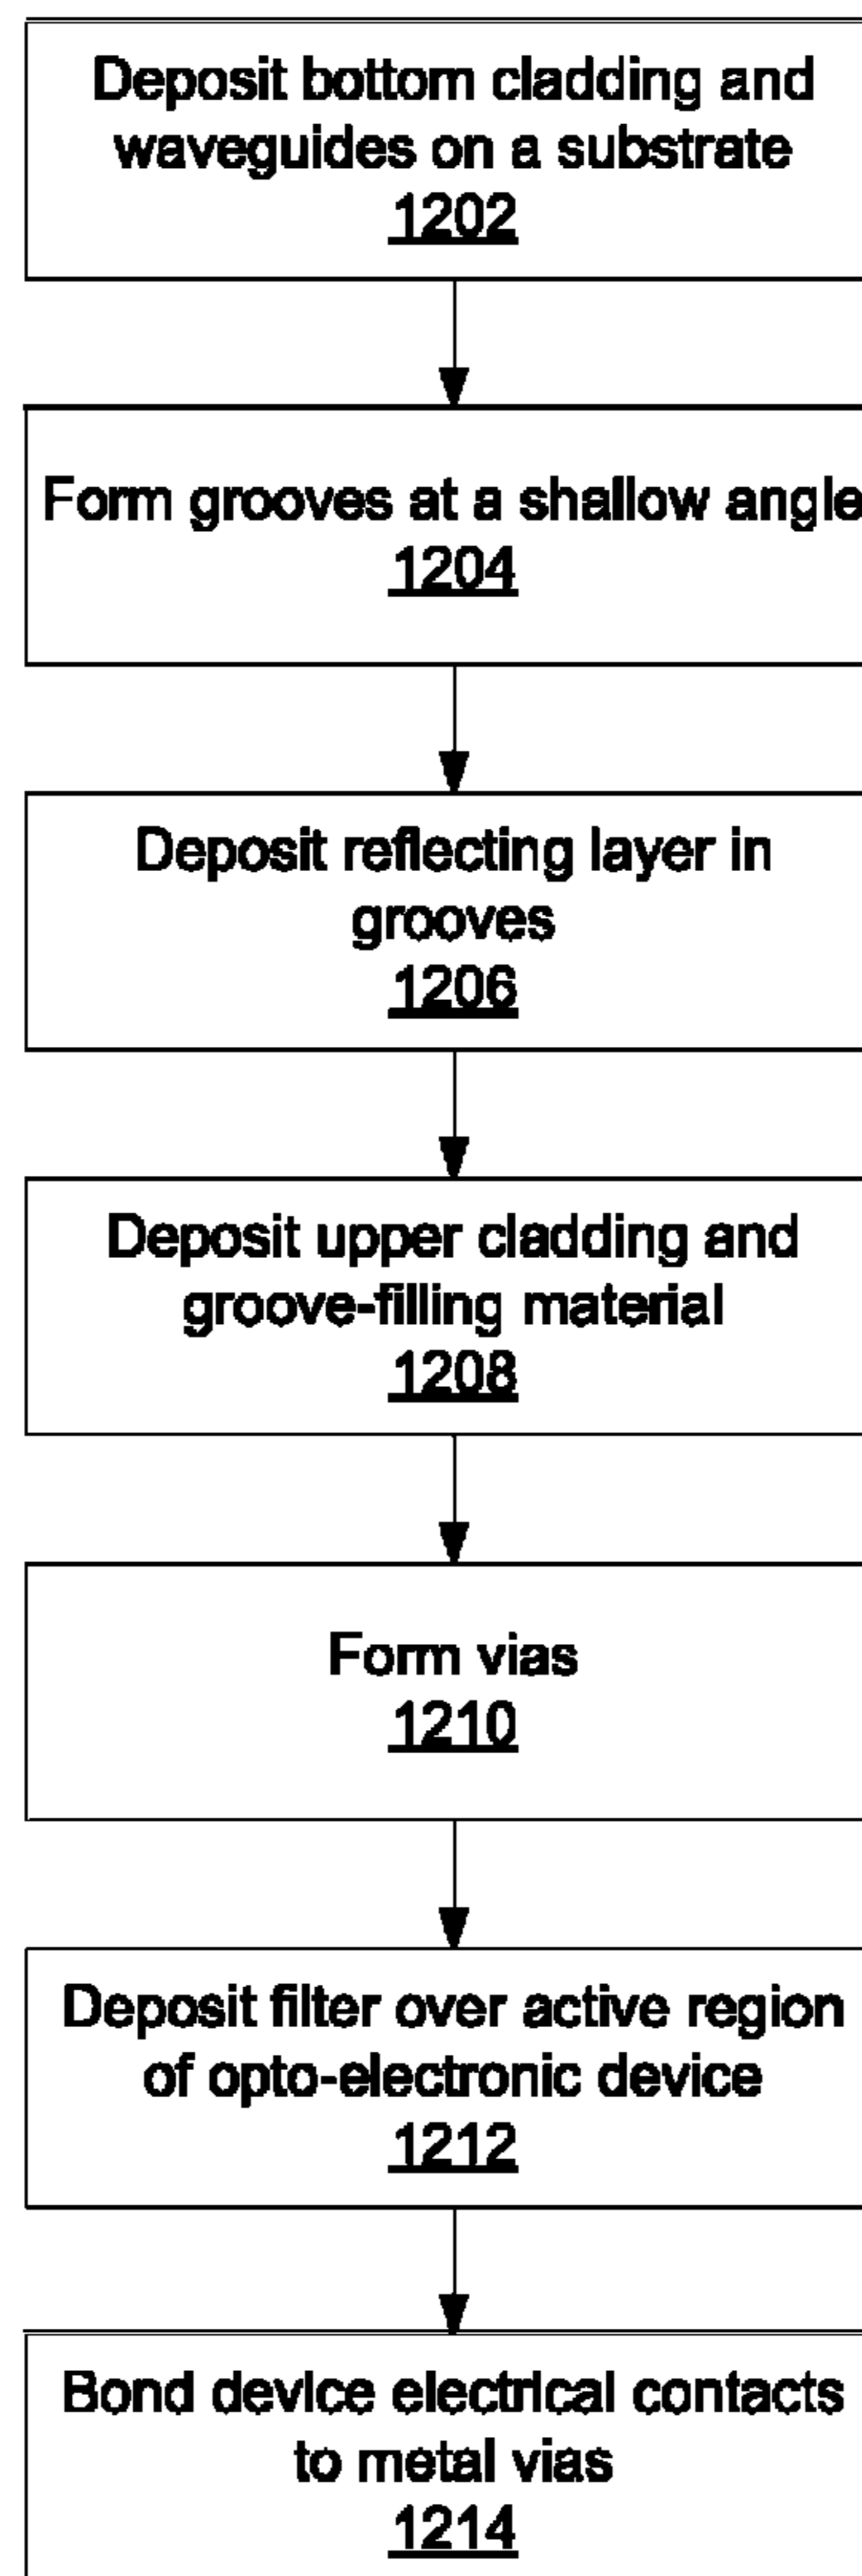 Deposit bottom cladding and
waveguides on a substrate
1202
Form grooves at a shallow angle
1204
Deposit reflecting layer in
grooves
1206
Deposit upper cladding and
groove-filling material
1208
Form vias
1210
Deposit filter over active region
of opto-electronic device
1212
Bond device electrical contacts
to metal vias
1214